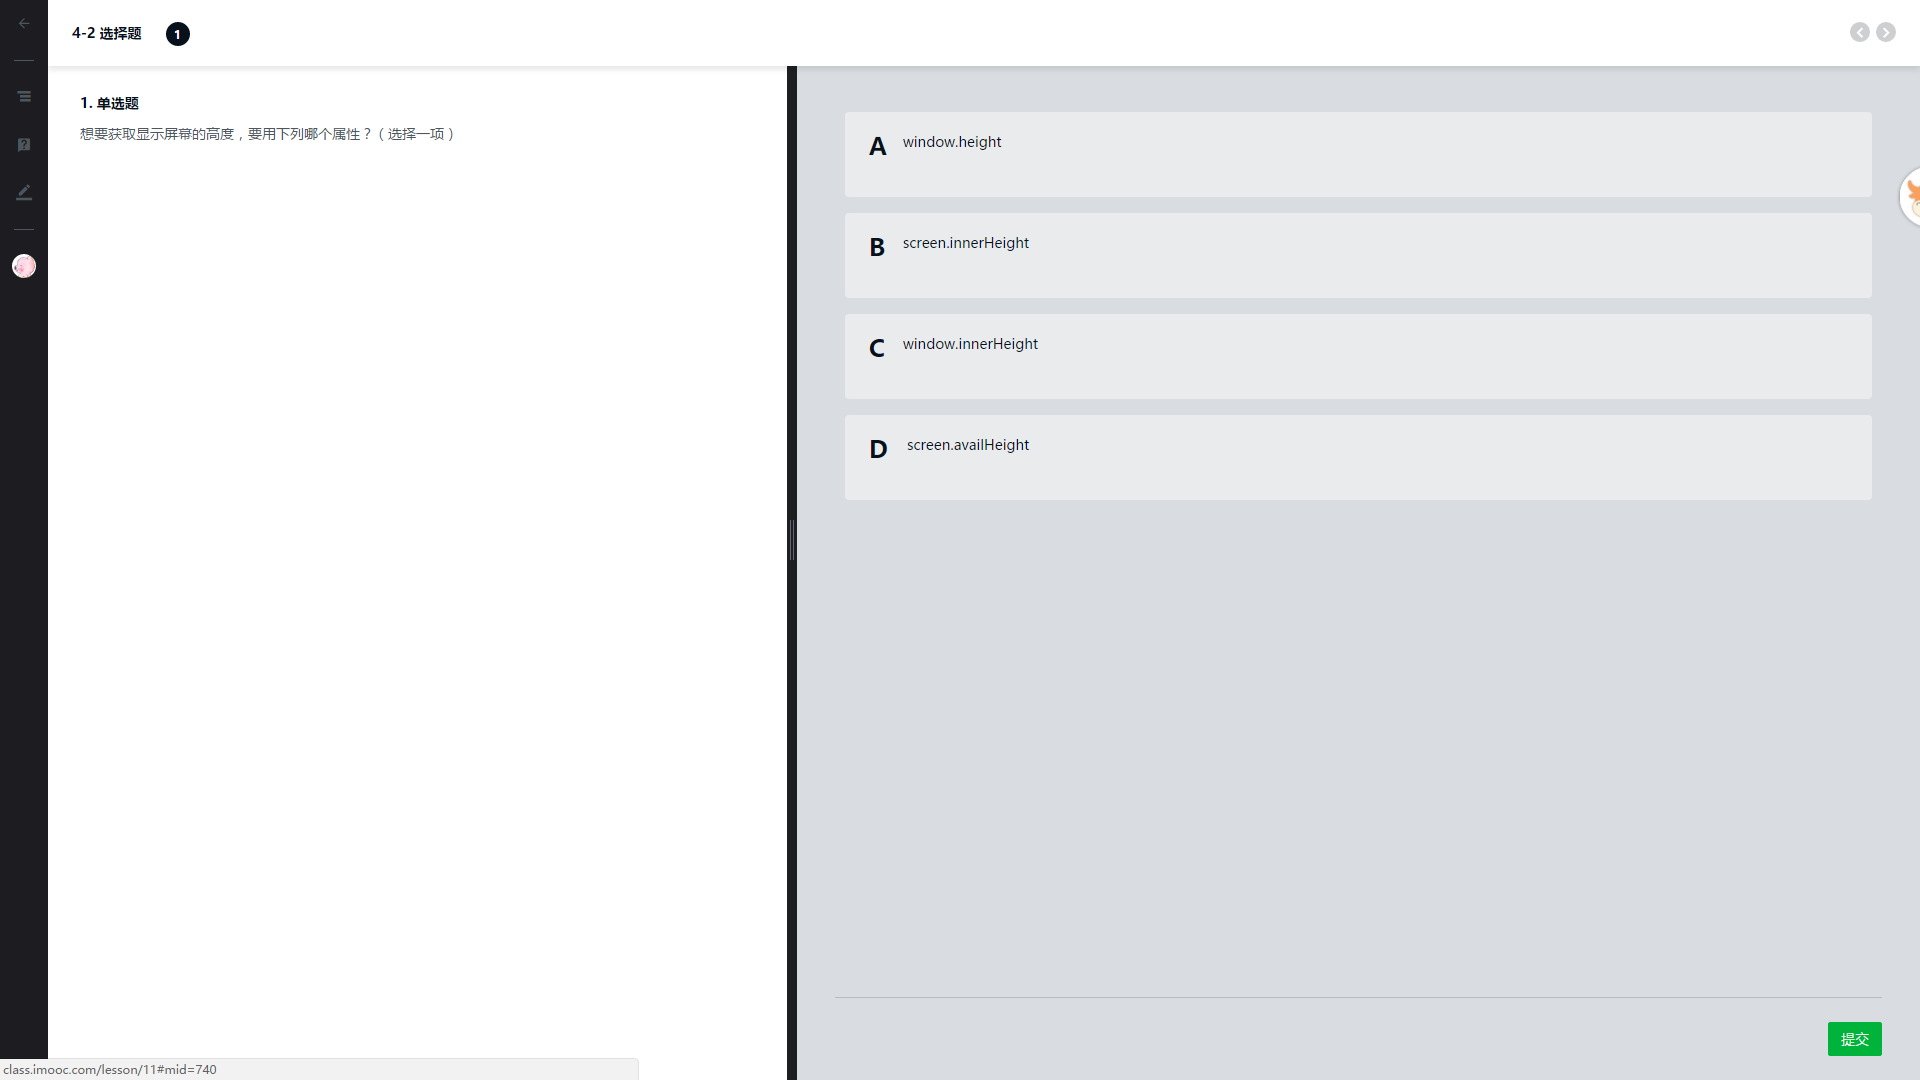 4-2 选择题
1
1. 单选题
想要获取显示屏幕的高度，要用下列哪个属性？（选择一项）
A window.height
B screen.innerHeight
C window.innerHeight
D screen.availHeight
提交
class.imooc.com/lesson/11#mid=740